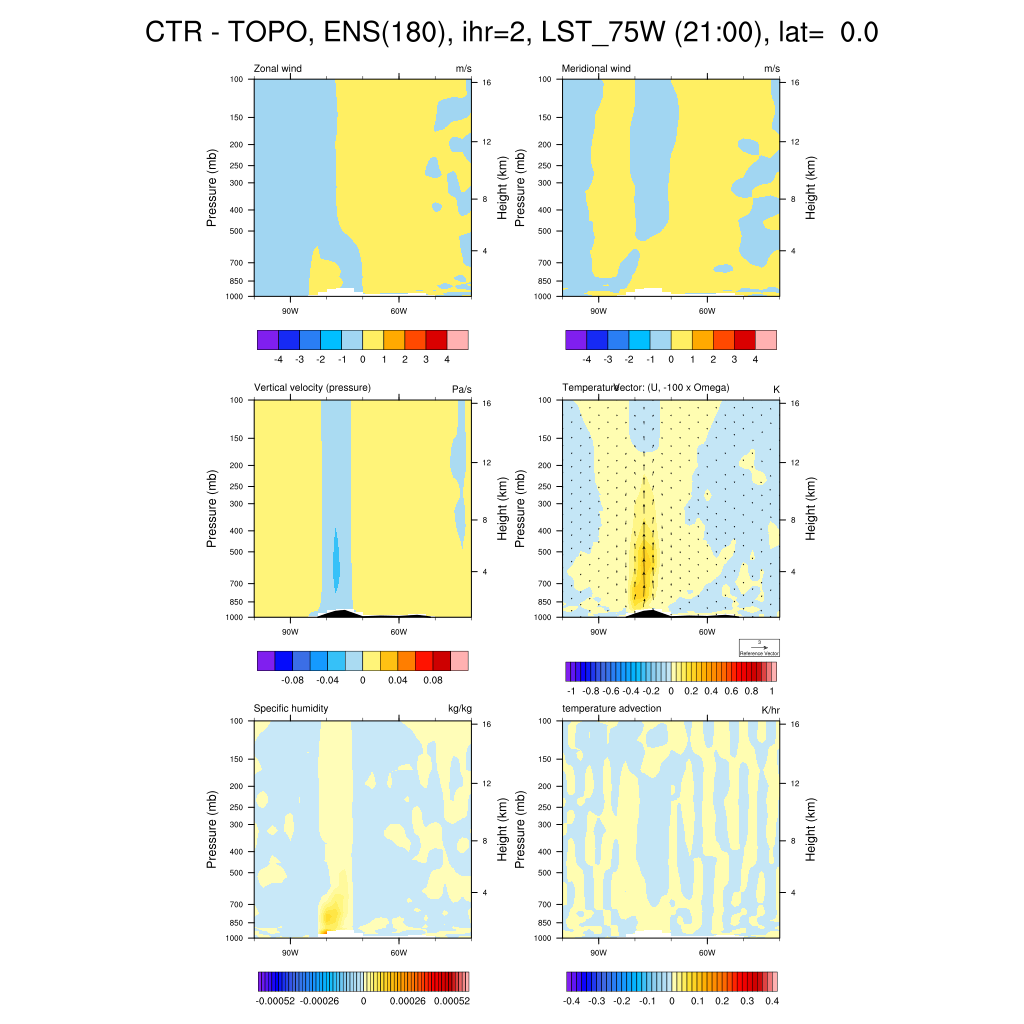 CTR - TOPO, ENS(180), ihr=2, LST_75W (21:00), lat= 0.0
Zonal wind m/s
Meridional wind m/s
100 150 200 250 300 400 500 700 850 1000
Pressure (mb)
16 12 8 4
Height (km)
90W 60W
100 150 200 250 300 400 500 700 850 1000
Pressure (mb)
16 12 8 4
Height (km)
90W 60W
-4 -3 -2 -1 0 1 2 3 4
-4 -3 -2 -1 0 1 2 3 4
Vertical velocity (pressure) Pa/s
Temperature Vector: (U, -100 x Omega) K
100 150 200 250 300 400 500 700 850 1000
Pressure (mb)
16 12 8 4
Height (km)
90W 60W
100 150 200 250 300 400 500 700 850 1000
Pressure (mb)
16 12 8 4
Height (km)
90W 60W
3
Reference Vector
-0.08 -0.04 0 0.04 0.08
-1 -0.8 -0.6 -0.4 -0.2 0 0.2 0.4 0.6 0.8 1
Specific humidity kg/kg
temperature advection K/hr
100 150 200 250 300 400 500 700 850 1000
Pressure (mb)
16 12 8 4
Height (km)
90W 60W
100 150 200 250 300 400 500 700 850 1000
Pressure (mb)
16 12 8 4
Height (km)
90W 60W
-0.00052 -0.00026 0 0.00026 0.00052
-0.4 -0.3 -0.2 -0.1 0 0.1 0.2 0.3 0.4